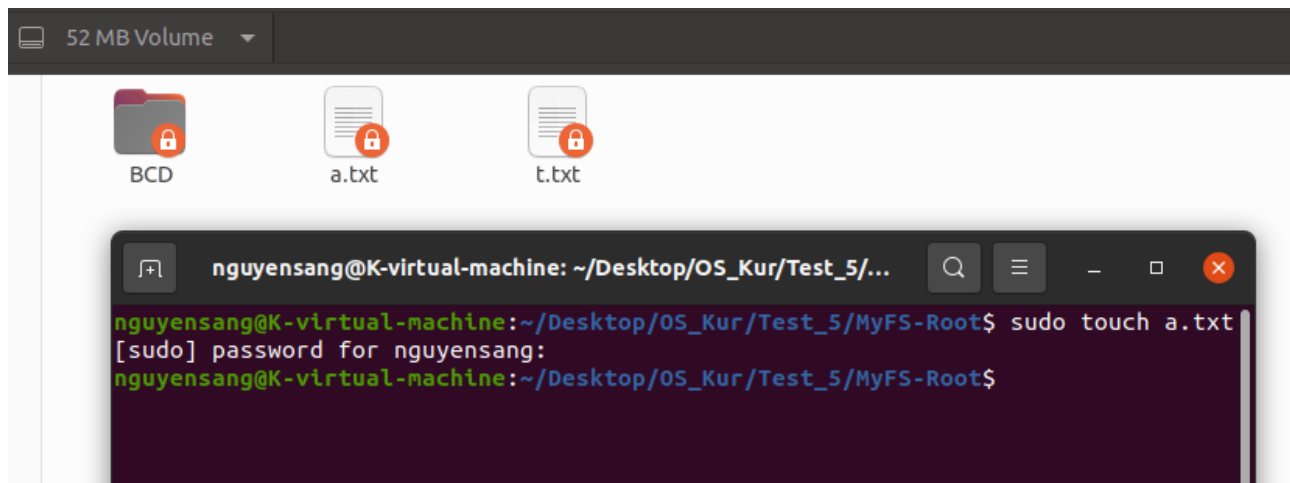 52 MB Volume
BCD a.txt t.txt
nguyensang@K-virtual-machine: ~/Desktop/OS_Kur/Test_5/...
nguyensang@K-virtual-machine:~/Desktop/OS_Kur/Test_5/MyFS-Root$ sudo touch a.txt
[sudo] password for nguyensang:
nguyensang@K-virtual-machine:~/Desktop/OS_Kur/Test_5/MyFS-Root$